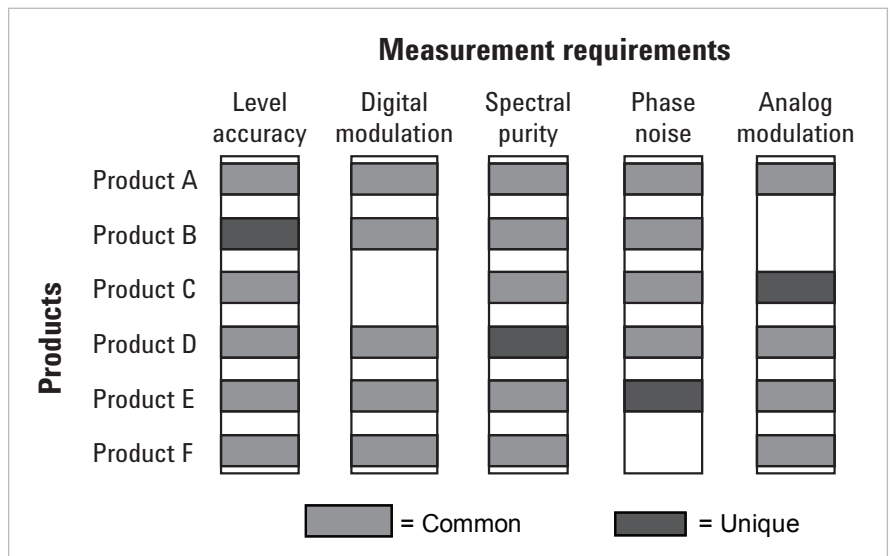 Measurement requirements
Level accuracy
Digital modulation
Spectral purity
Phase noise
Analog modulation
Products
Product A
Product B
Product C
Product D
Product E
Product F
= Common
= Unique